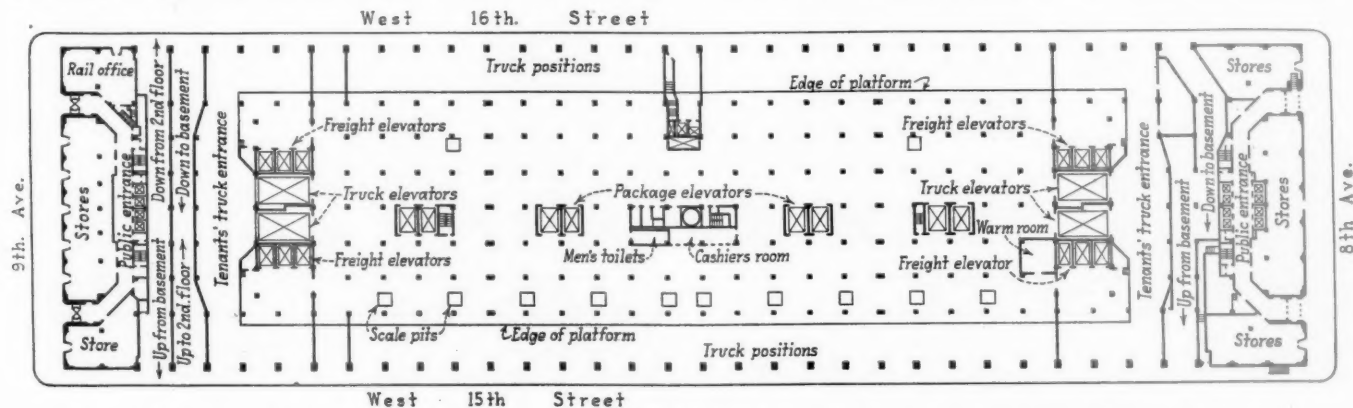 West 16th. Street
9th Ave.
Rail office
Stores
Store
Public entrance
Down from 2nd floor
Down to basement
Up from basement
Up to 2nd. floor
Tenants' truck entrance
Truck positions
Edge of platform
Freight elevators
Freight elevators
Truck elevators
Package elevators
Truck elevators
Men's toilets
Cashiers room
Warm room
Freight elevators
Freight elevator
Scale pits
Edge of platform
Truck positions
Tenants' truck entrance
Up from basement
Down to basement
Public entrance
Stores
Stores
Stores
8th Ave.
West 15th Street